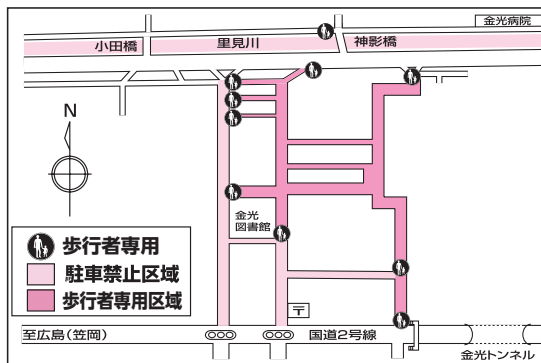 金光病院
小田橋
里見川
神影橋
N
金光
図書館
歩行者専用
駐車禁止区域
歩行者専用区域
〒
至広島(笠岡)
国道2号線
金光トンネル